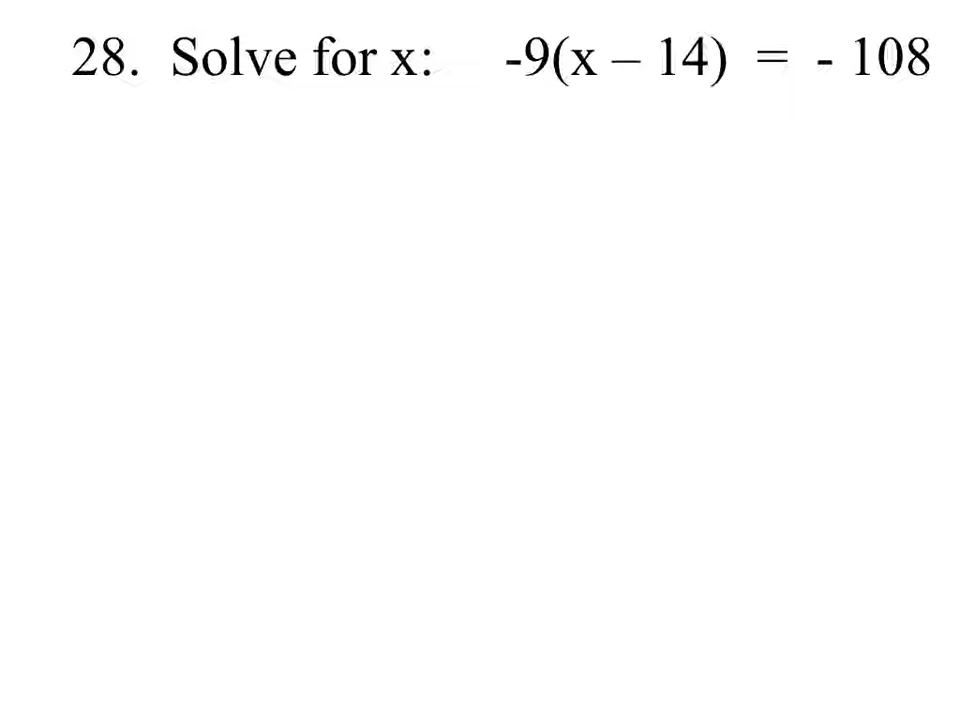 28. Solve for x: -9(x – 14) = - 108